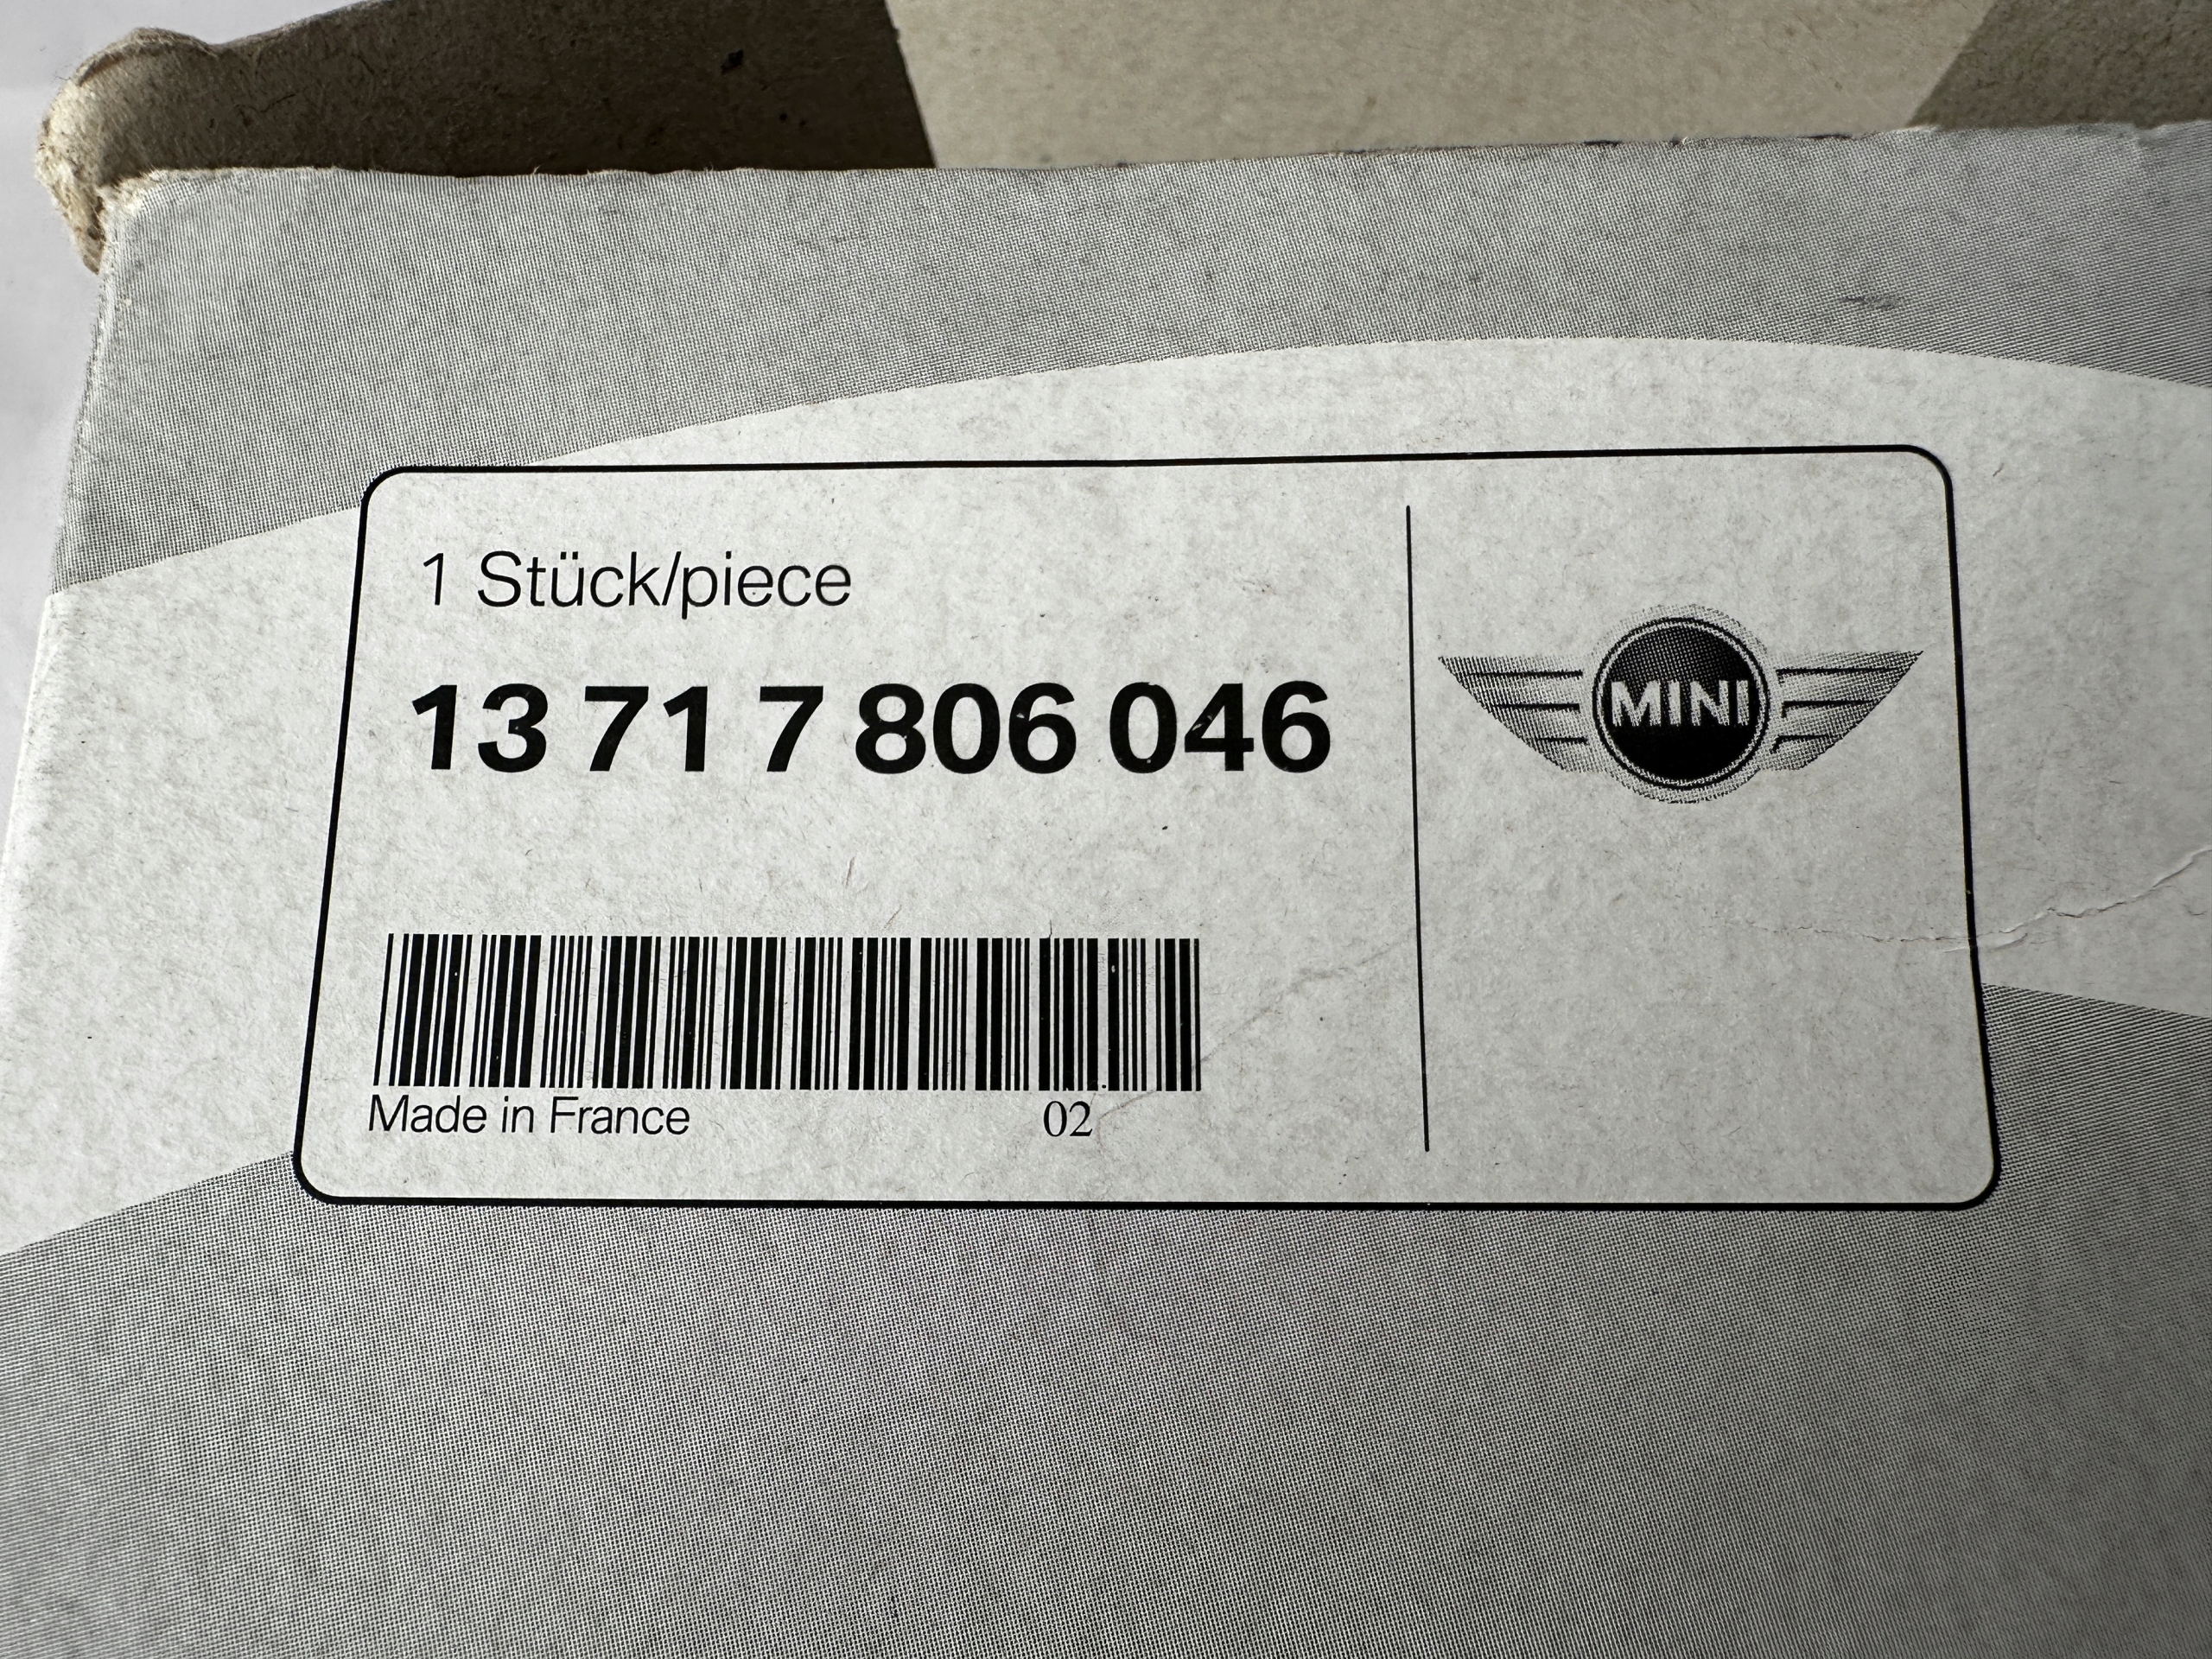 1 Stück/piece
13 71 7 806 046
MINI
Made in France
02